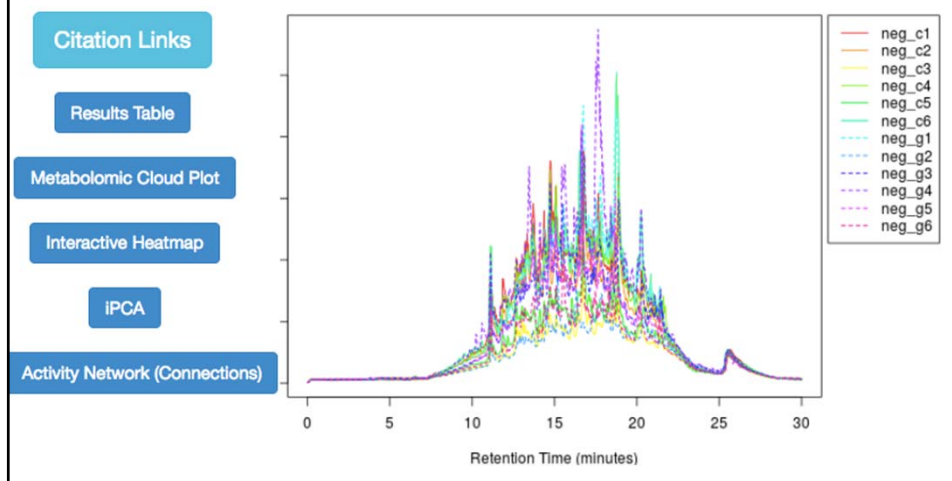 Citation Links
Results Table
Metabolomic Cloud Plot
Interactive Heatmap
iPCA
Activity Network (Connections)
0 5 10 15 20 25 30
Retention Time (minutes)
neg_c1
neg_c2
neg_c3
neg_c4
neg_c5
neg_c6
neg_g1
neg_g2
neg_g3
neg_g4
neg_g5
neg_g6